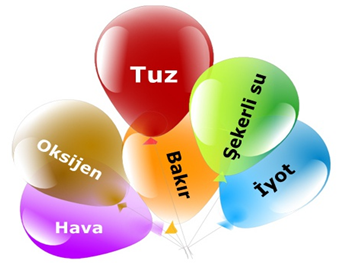 Tuz
Şekerli su
Oksijen
Bakır
İyot
Hava